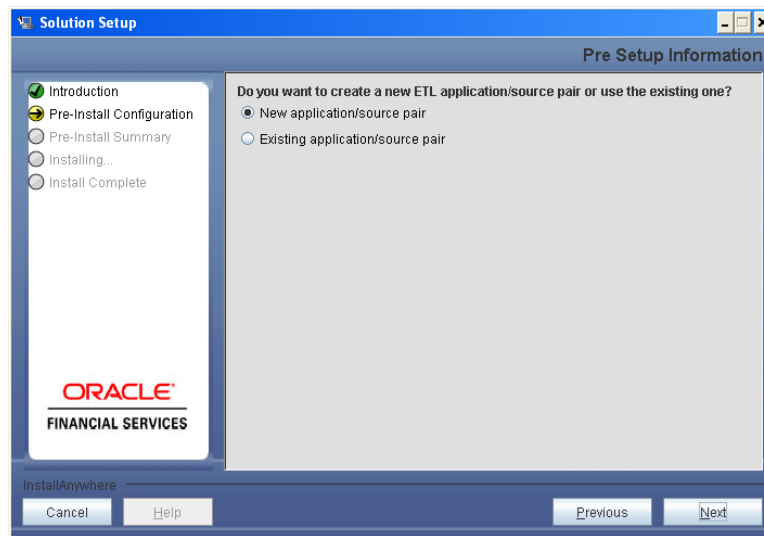 Solution Setup
Pre Setup Information
Introduction
Pre-Install Configuration
Pre-Install Summary
Installing...
Install Complete
Do you want to create a new ETL application/source pair or use the existing one?
New application/source pair
Existing application/source pair
ORACLE
FINANCIAL SERVICES
InstallAnywhere
Cancel
Help
Previous
Next